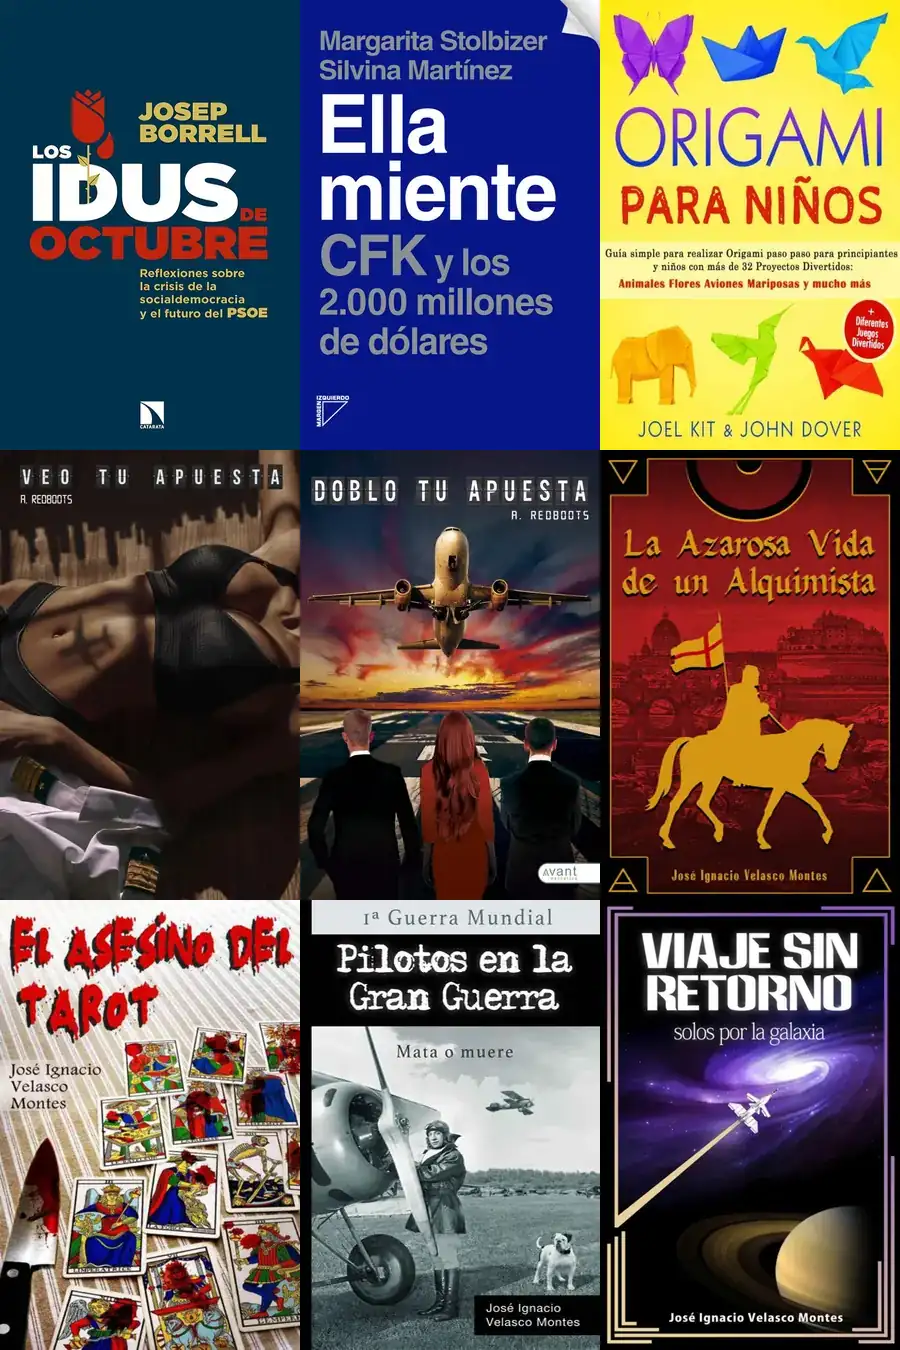 JOSEP
BORRELL
LOS
IDUS
DE
OCTUBRE
Reflexiones sobre
la crisis de la
socialdemocracia
y el futuro del PSOE
CATARATA
Margarita Stolbizer
Silvina Martínez
Ella
miente
CFK y los
2.000 millones
de dólares
MARGEN
IZQUIERDO
ORIGAMI
PARA NIÑOS
Guía simple para realizar Origami paso paso para principiantes
y niños con más de 32 Proyectos Divertidos:
Animales Flores Aviones Mariposas y mucho más
+
Diferentes
Juegos
Divertidos
JOEL KIT & JOHN DOVER
VEO TU APUESTA
A. REDBOOTS
DOBLO TU APUESTA
A. REDBOOTS
Avant
La Azarosa Vida
de un Alquimista
José Ignacio Velasco Montes
EL ASESINO DEL
TAROT
José Ignacio
Velasco
Montes
1ª Guerra Mundial
Pilotos en la
Gran Guerra
Mata o muere
José Ignacio
Velasco Montes
VIAJE SIN
RETORNO
solos por la galaxia
José Ignacio Velasco Montes